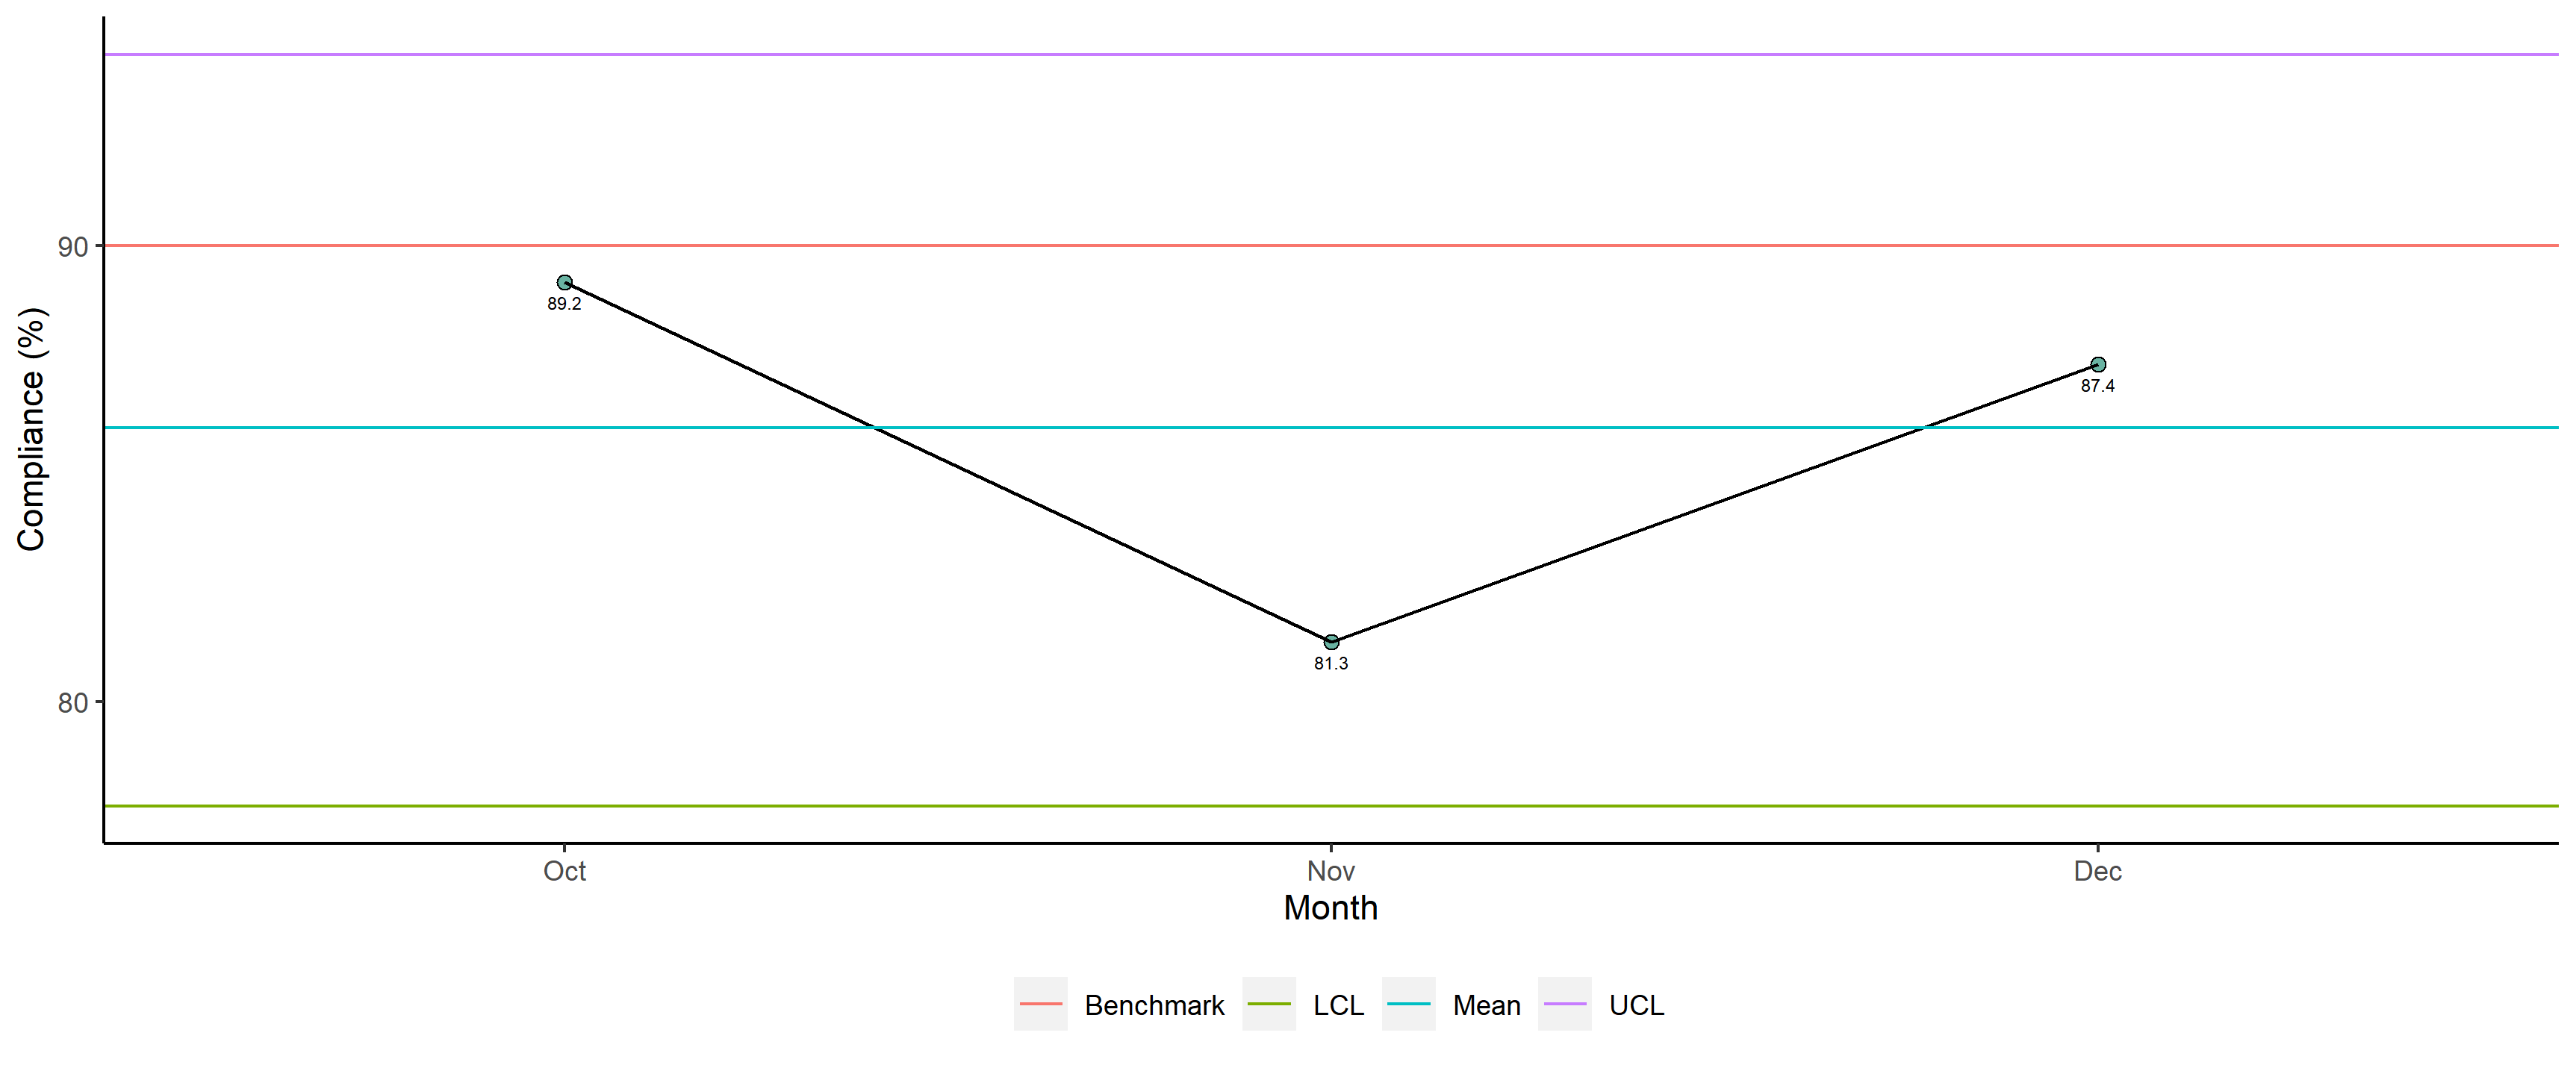 Compliance (%)
90
80
89.2
81.3
87.4
Oct
Nov
Dec
Month
Benchmark
LCL
Mean
UCL